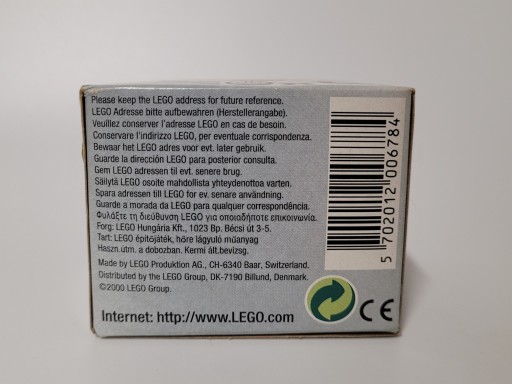 Please keep the LEGO address for future reference.
LEGO Adresse bitte aufbewahren (Herstellerangabe).
Veuillez conserver l'adresse LEGO en cas de besoin.
Conservare l'indirizzo LEGO, per eventuale corrispondenza.
Bewaar het LEGO adres voor evt. later gebruik.
Guarde la dirección LEGO para posterior consulta.
Gem LEGO adressen til evt. senere brug.
Säilytä LEGO osoite mahdollista yhteydenottoa varten.
Spara adressen till LEGO för ev. senare användning.
Guarde a morada da LEGO para qualquer correspondência.
Φυλάξτε τη διεύθυνση LEGO για οποιαδήποτε επικοινωνία.
Forg: LEGO Hungária Kft., 1023 Bp. Bécsi út 3-5.
Tart: LEGO építőjáték, höre lágyuló műanyag
Haszn.útm. a dobozban. Kermi ált.bevizsg.
Made by LEGO Produktion AG., CH-6340 Baar, Switzerland.
Distributed by the LEGO Group, DK-7190 Billund, Denmark.
©2000 LEGO Group.
Internet: http://www.LEGO.com
5 702012 006784
CE